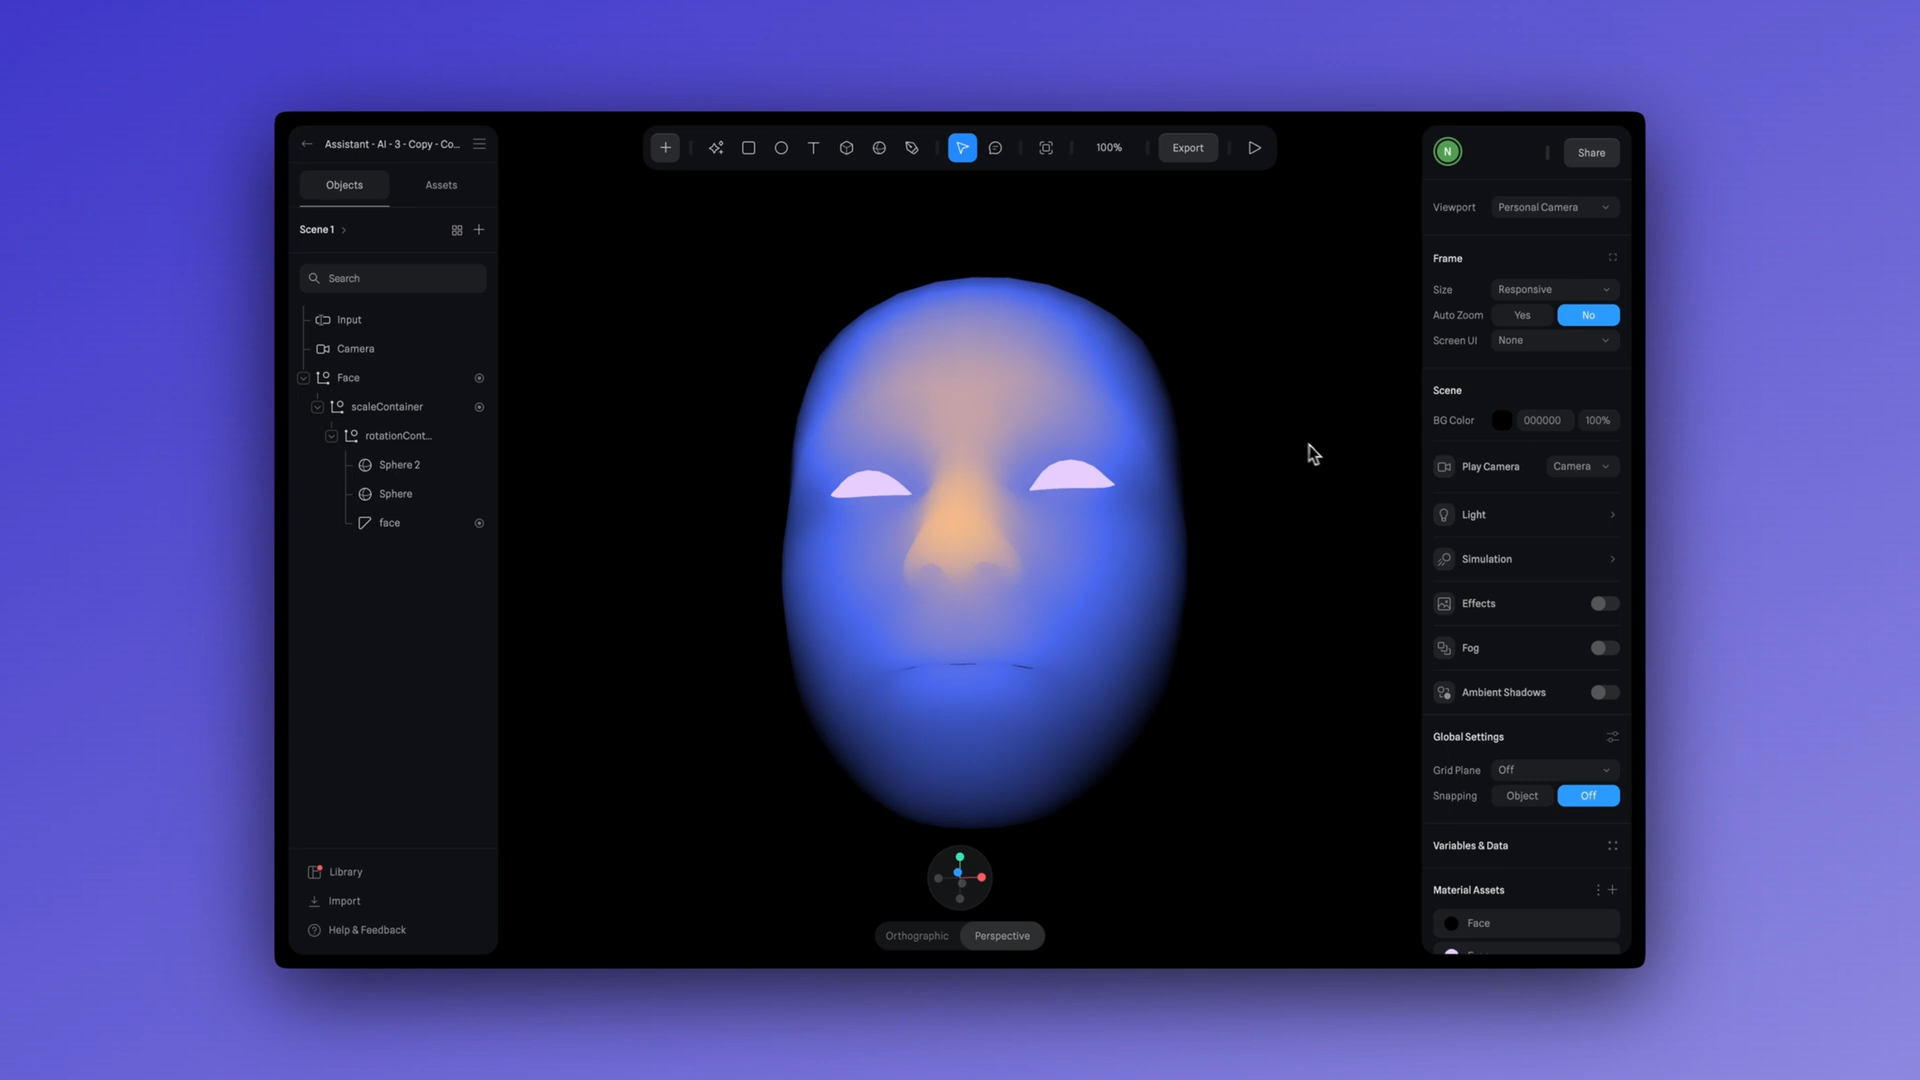 Assistant - AI - 3 - Copy - Co...
Objects
Assets
Scene 1
Search
Input
Camera
Face
scaleContainer
rotationCont...
Sphere 2
Sphere
face
Library
Import
Help & Feedback
T
100%
Export
Orthographic
Perspective
N
Share
Viewport
Personal Camera
Frame
Size
Responsive
Auto Zoom
Yes
No
Screen UI
None
Scene
BG Color
000000
100%
Play Camera
Camera
Light
Simulation
Effects
Fog
Ambient Shadows
Global Settings
Grid Plane
Off
Snapping
Object
Off
Variables & Data
Material Assets
Face